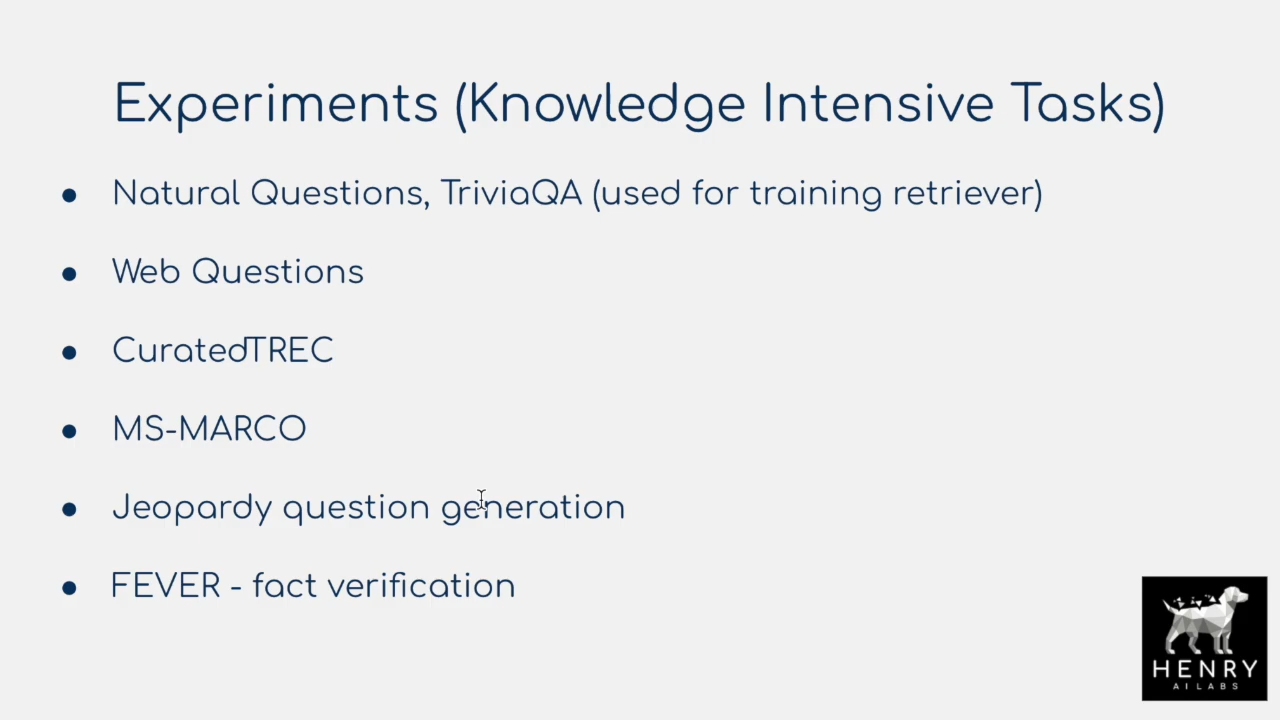 Experiments (Knowledge Intensive Tasks)
● Natural Questions, TriviaQA (used for training retriever)
● Web Questions
● CuratedTREC
● MS-MARCO
● Jeopardy question generation
● FEVER - fact verification
HENRY
AI LABS